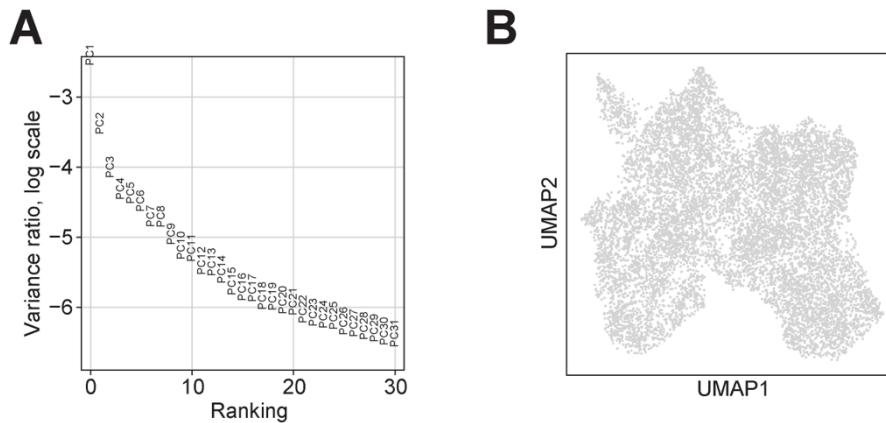 A
B
Variance ratio, log scale
−3
−4
−5
−6
PC1
PC2
PC3
PC4
PC5
PC6
PC7
PC8
PC9
PC10
PC11
PC12
PC13
PC14
PC15
PC16
PC17
PC18
PC19
PC20
PC21
PC22
PC23
PC24
PC25
PC26
PC27
PC28
PC29
PC30
PC31
0
10
20
30
Ranking
UMAP2
UMAP1